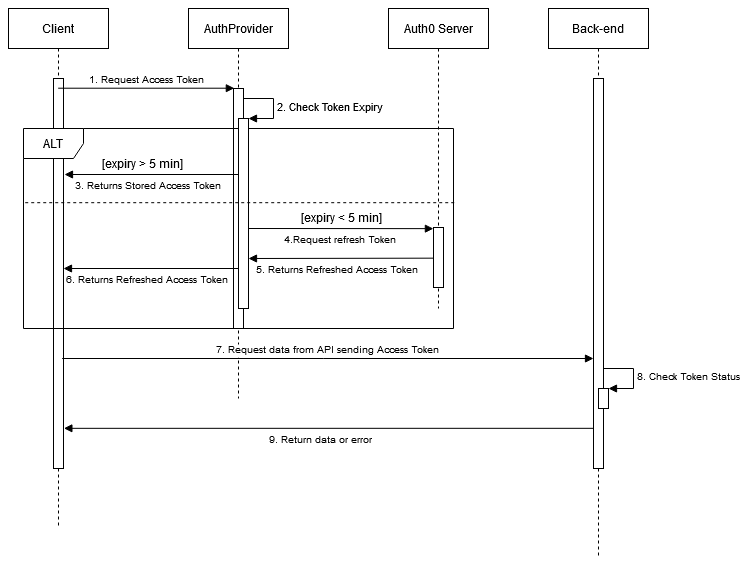 Client
AuthProvider
Auth0 Server
Back-end
1. Request Access Token
2. Check Token Expiry
ALT
[expiry > 5 min]
3. Returns Stored Access Token
[expiry < 5 min]
4.Request refresh Token
5. Returns Refreshed Access Token
6. Returns Refreshed Access Token
7. Request data from API sending Access Token
8. Check Token Status
9. Return data or error